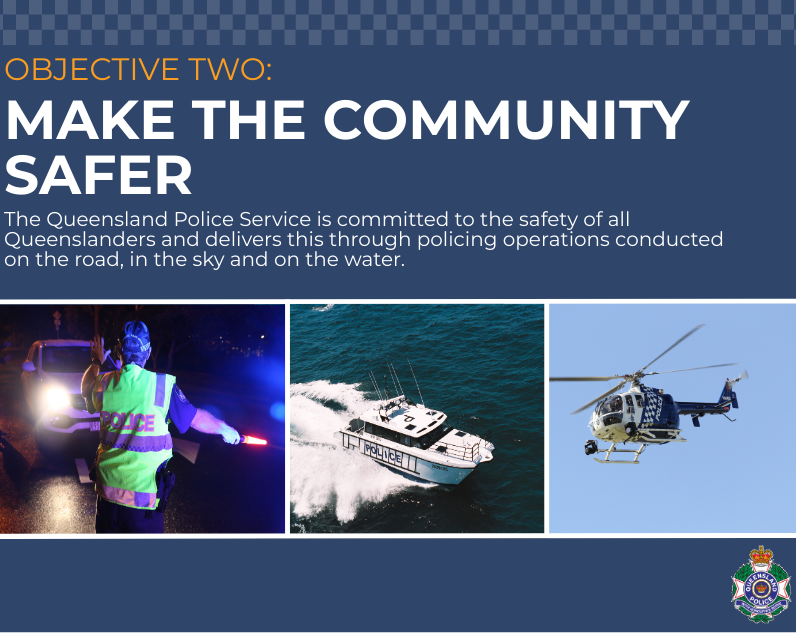 OBJECTIVE TWO:
MAKE THE COMMUNITY
SAFER
The Queensland Police Service is committed to the safety of all
Queenslanders and delivers this through policing operations conducted
on the road, in the sky and on the water.
POLICE
POLICE
QUEENSLAND
POLICE